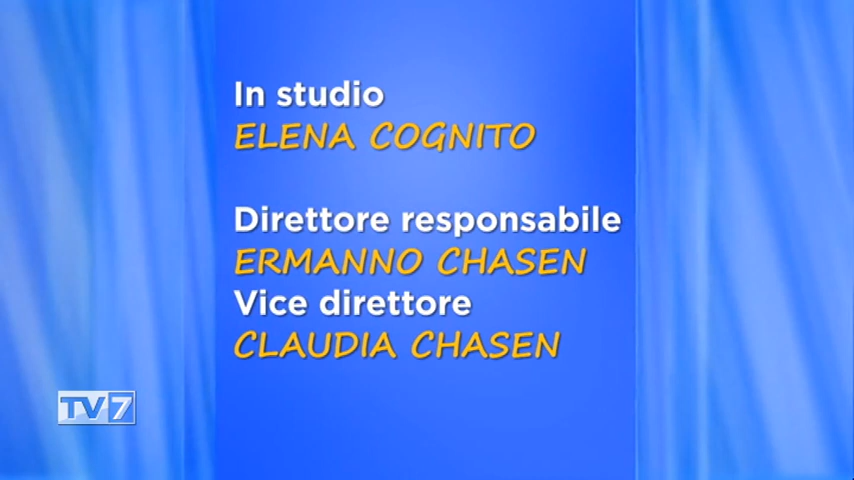 In studio
ELENA COGNITO
Direttore responsabile
ERMANNO CHASEN
Vice direttore
CLAUDIA CHASEN
TV7